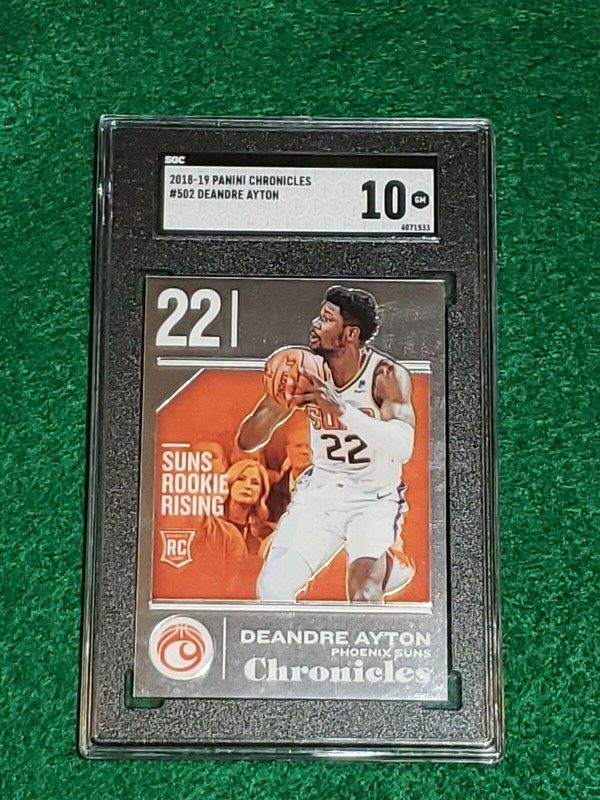 SGC
2018-19 PANINI CHRONICLES
#502 DEANDRE AYTON
10 GM
4071533
22
SUNS
22
SUNS
ROOKIE
RISING
RC
DEANDRE AYTON
PHOENIX SUNS
Chronicles